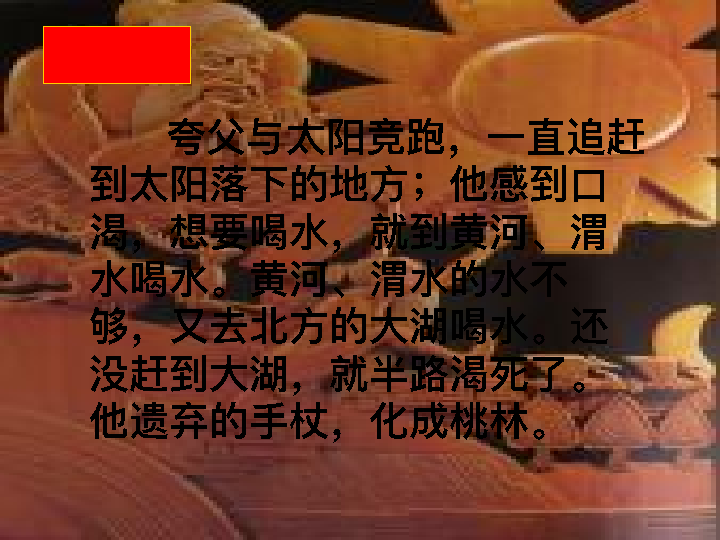 夸父与太阳竞跑，一直追赶
到太阳落下的地方；他感到口
渴，想要喝水，就到黄河、渭
水喝水。黄河、渭水的水不
够，又去北方的大湖喝水。还
没赶到大湖，就半路渴死了。
他遗弃的手杖，化成桃林。